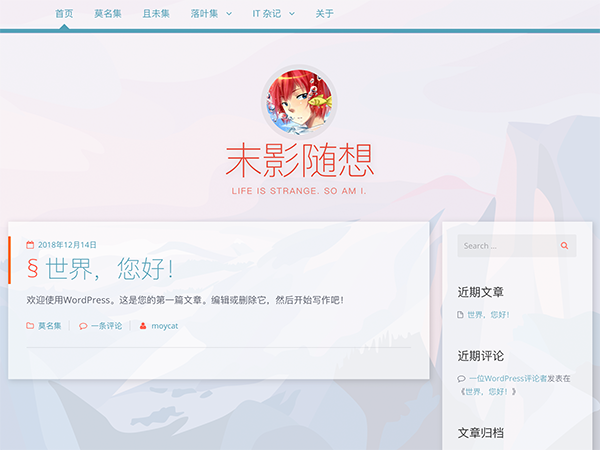 首页 莫名集 且未集 落叶集 IT 杂记 关于
末影随想
LIFE IS STRANGE. SO AM I.
2018年12月14日
§ 世界，您好！
欢迎使用WordPress。这是您的第一篇文章。编辑或删除它，然后开始写作吧！
莫名集 一条评论 moycat
Search ...
近期文章
世界，您好！
近期评论
一位WordPress评论者发表在
《世界，您好！》
文章归档